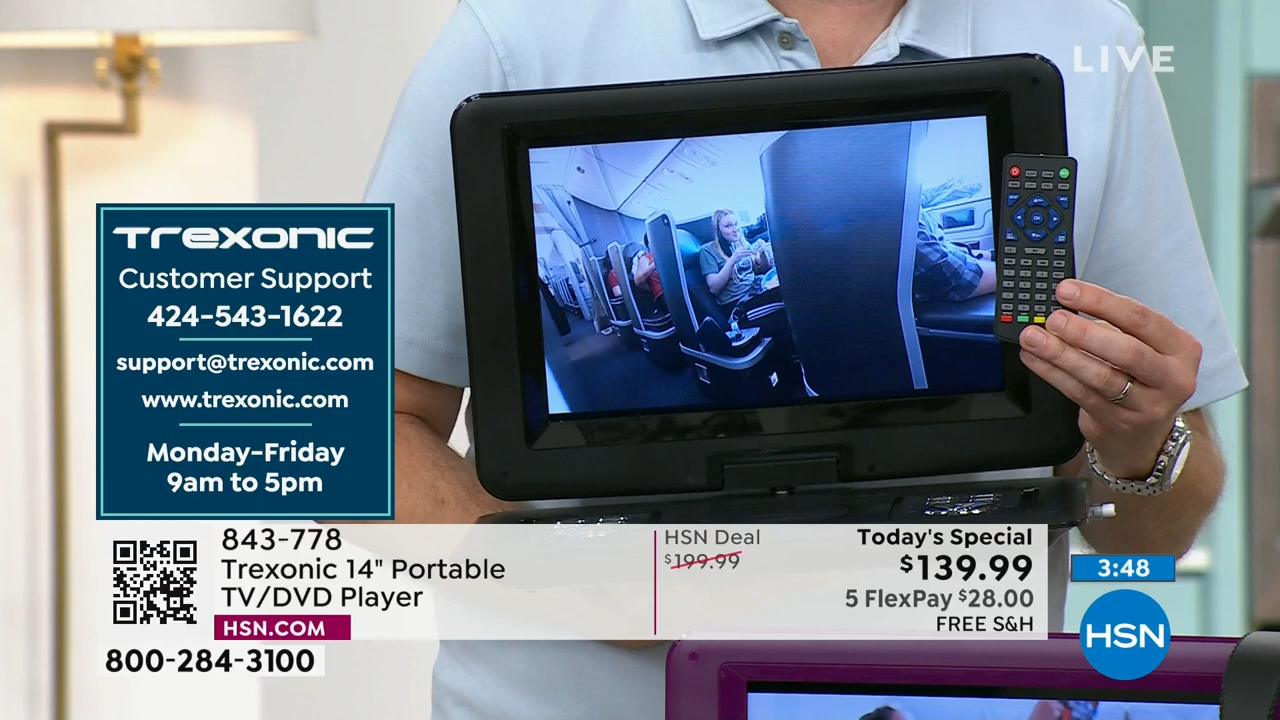 LIVE
Trexonic
Customer Support
424-543-1622
support@trexonic.com
www.trexonic.com
Monday-Friday
9am to 5pm
843-778
Trexonic 14" Portable
TV/DVD Player
HSN.COM
800-284-3100
HSN Deal
$199.99
Today's Special
$139.99
5 FlexPay $28.00
FREE S&H
3:48
HSN